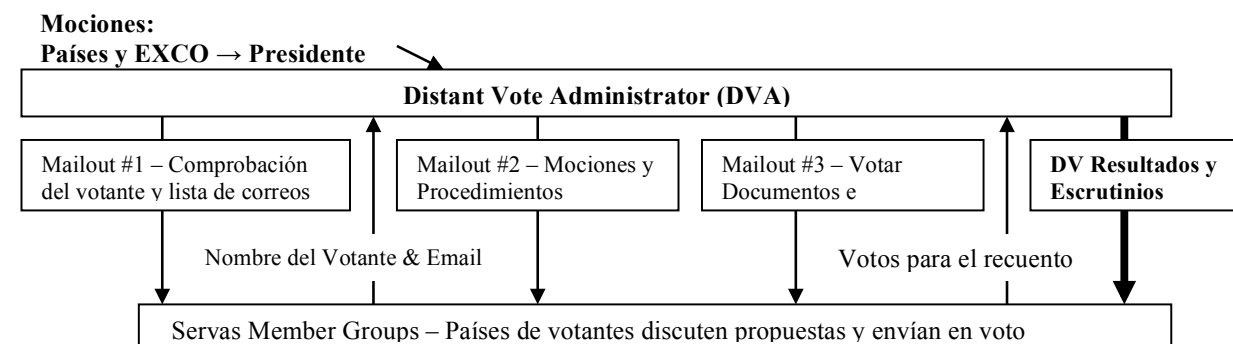 Mociones:
Países y EXCO → Presidente
Distant Vote Administrator (DVA)
Mailout #1 – Comprobación
del votante y lista de correos
Mailout #2 – Mociones y
Procedimientos
Mailout #3 – Votar
Documentos e
DV Resultados y
Escrutinios
Nombre del Votante & Email
Votos para el recuento
Servas Member Groups – Países de votantes discuten propuestas y envían en voto